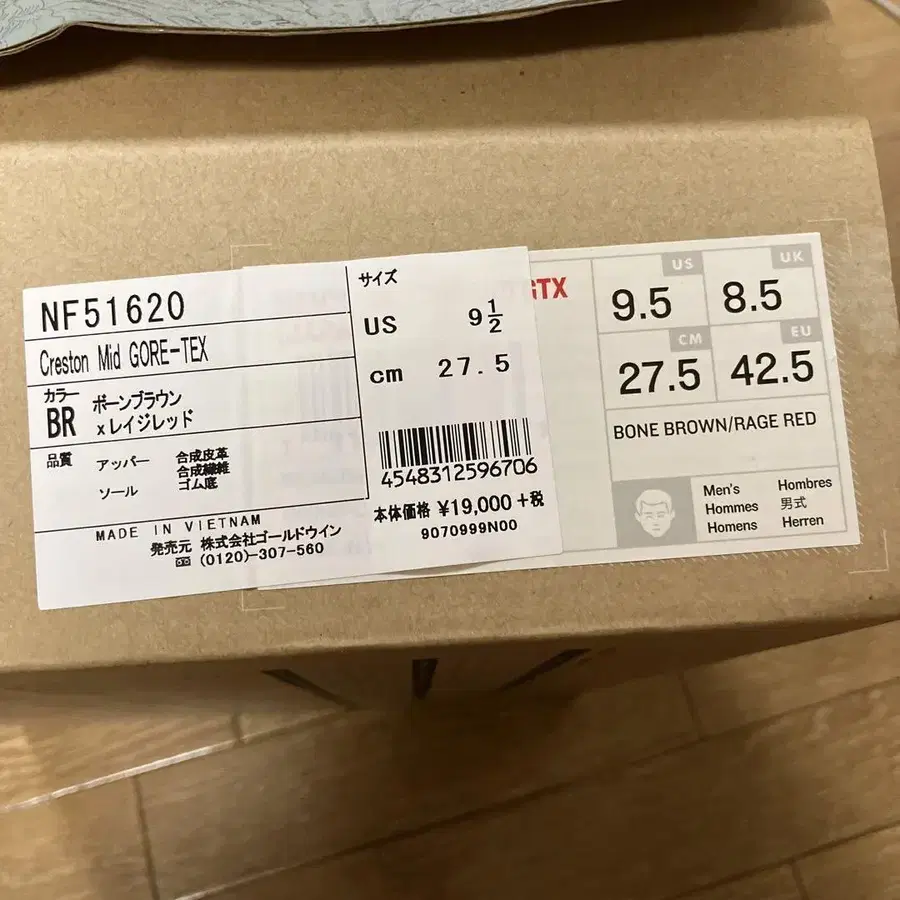 NF51620
Creston Mid GORE-TEX
カラー
BR
ボーンブラウン
xレイジレッド
品質
アッパー
合成皮革
合成繊維
ソール
ゴム底
MADE IN VIETNAM
発売元 株式会社ゴールドウイン
(0120)-307-560
サイズ
US 9 1/2
cm 27.5
4548312596706
本体価格 ¥19,000+税
9070999N00
GTX
US
9.5
UK
8.5
CM
27.5
EU
42.5
BONE BROWN/RAGE RED
Men's Hombres
Hommes 男式
Homens Herren